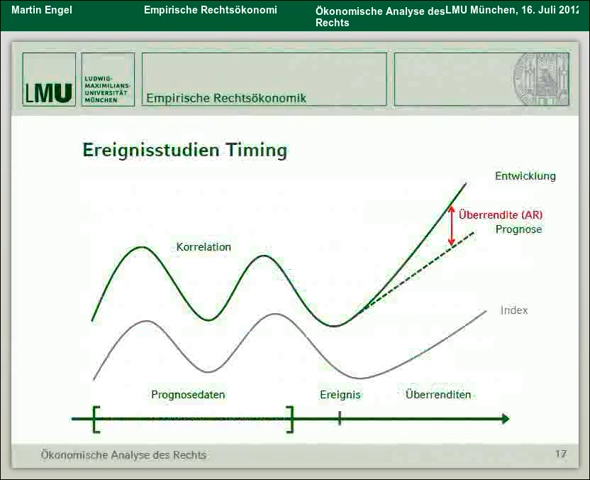 Martin Engel
Empirische Rechtsökonomi
Ökonomische Analyse des
Rechts
LMU München, 16. Juli 2012
LMU
LUDWIG-
MAXIMILIANS-
UNIVERSITÄT
MÜNCHEN
Empirische Rechtsökonomik
Ereignisstudien Timing
Entwicklung
Überrendite (AR)
Prognose
Korrelation
Index
Prognosedaten
Ereignis
Überrenditen
Ökonomische Analyse des Rechts
17